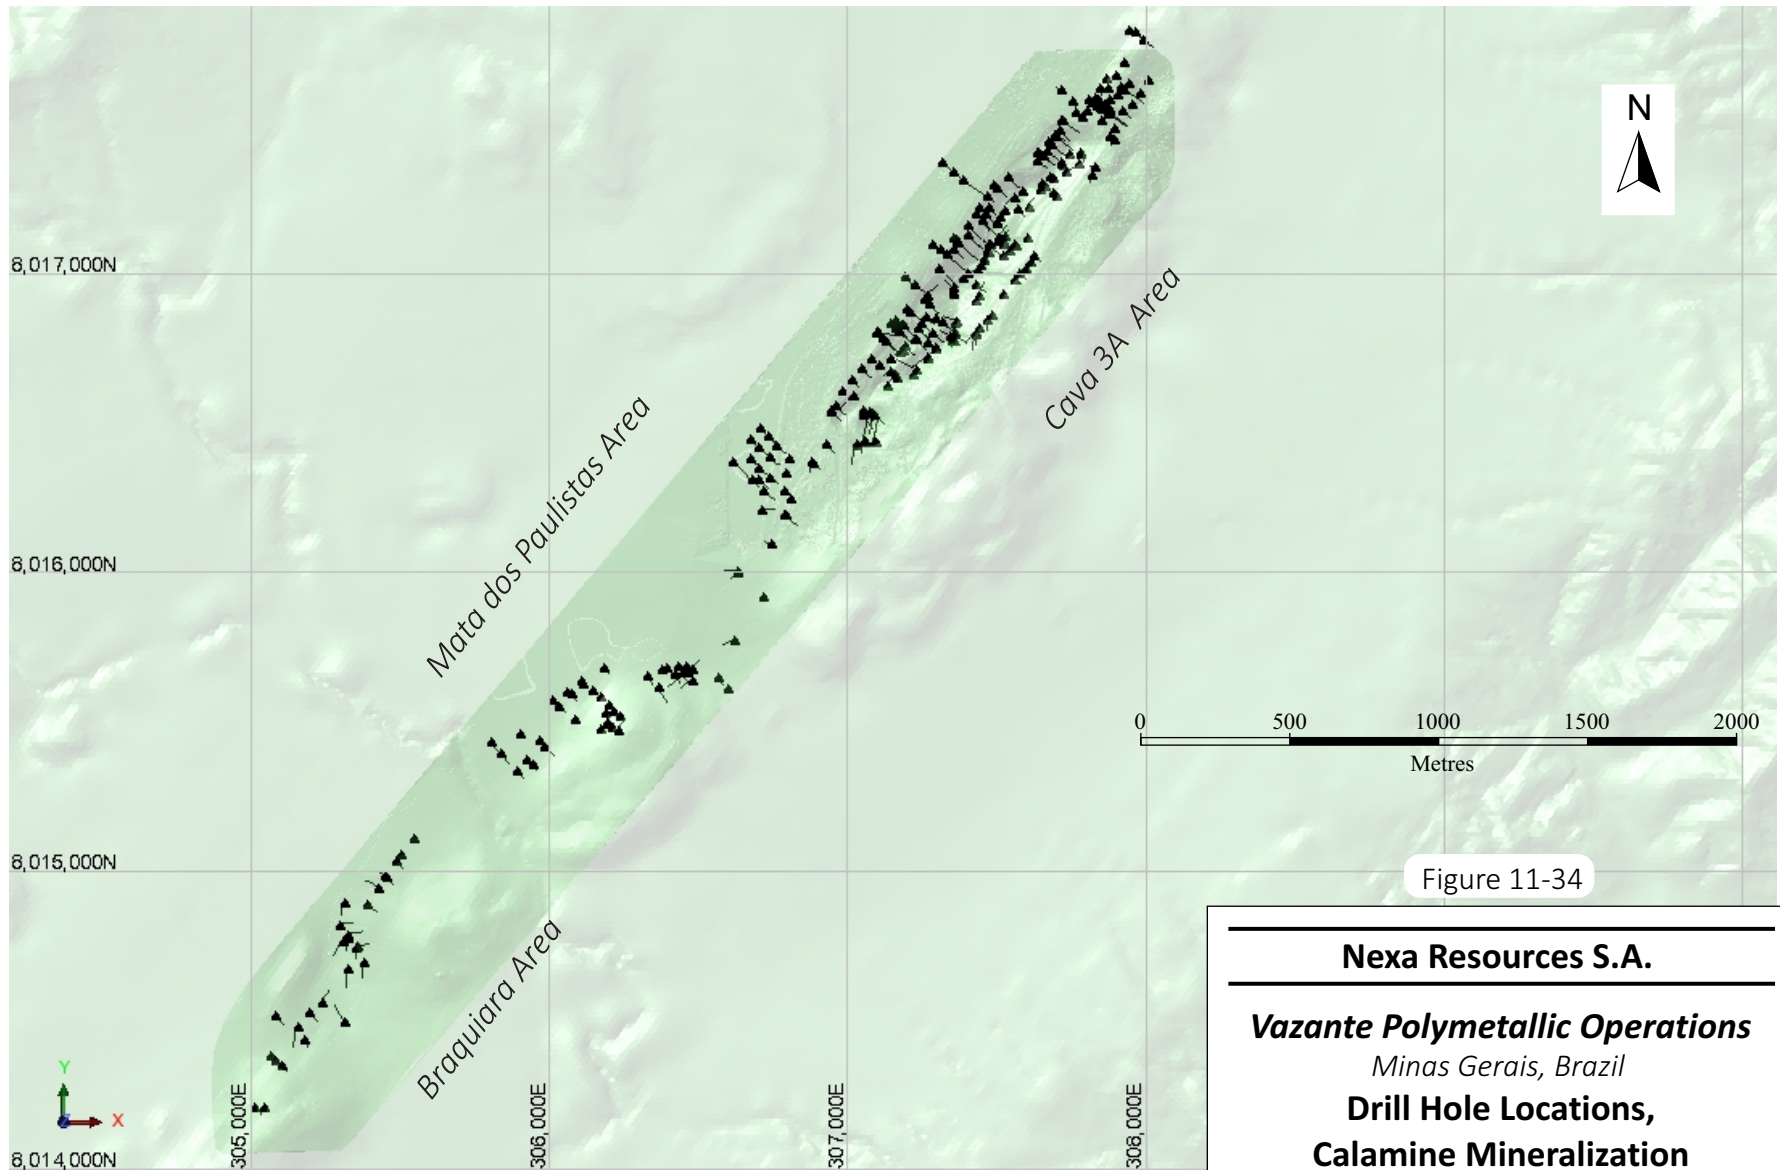 N
8,017,000N
Cava 3A Area
Mata dos Paulistas Area
8,016,000N
0 500 1000 1500 2000
Metres
8,015,000N
Figure 11-34
Braquiara Area
Nexa Resources S.A.
Vazante Polymetallic Operations
Minas Gerais, Brazil
Drill Hole Locations,
Calamine Mineralization
Y
Z X
305,000E 306,000E 307,000E 308,000E
8,014,000N